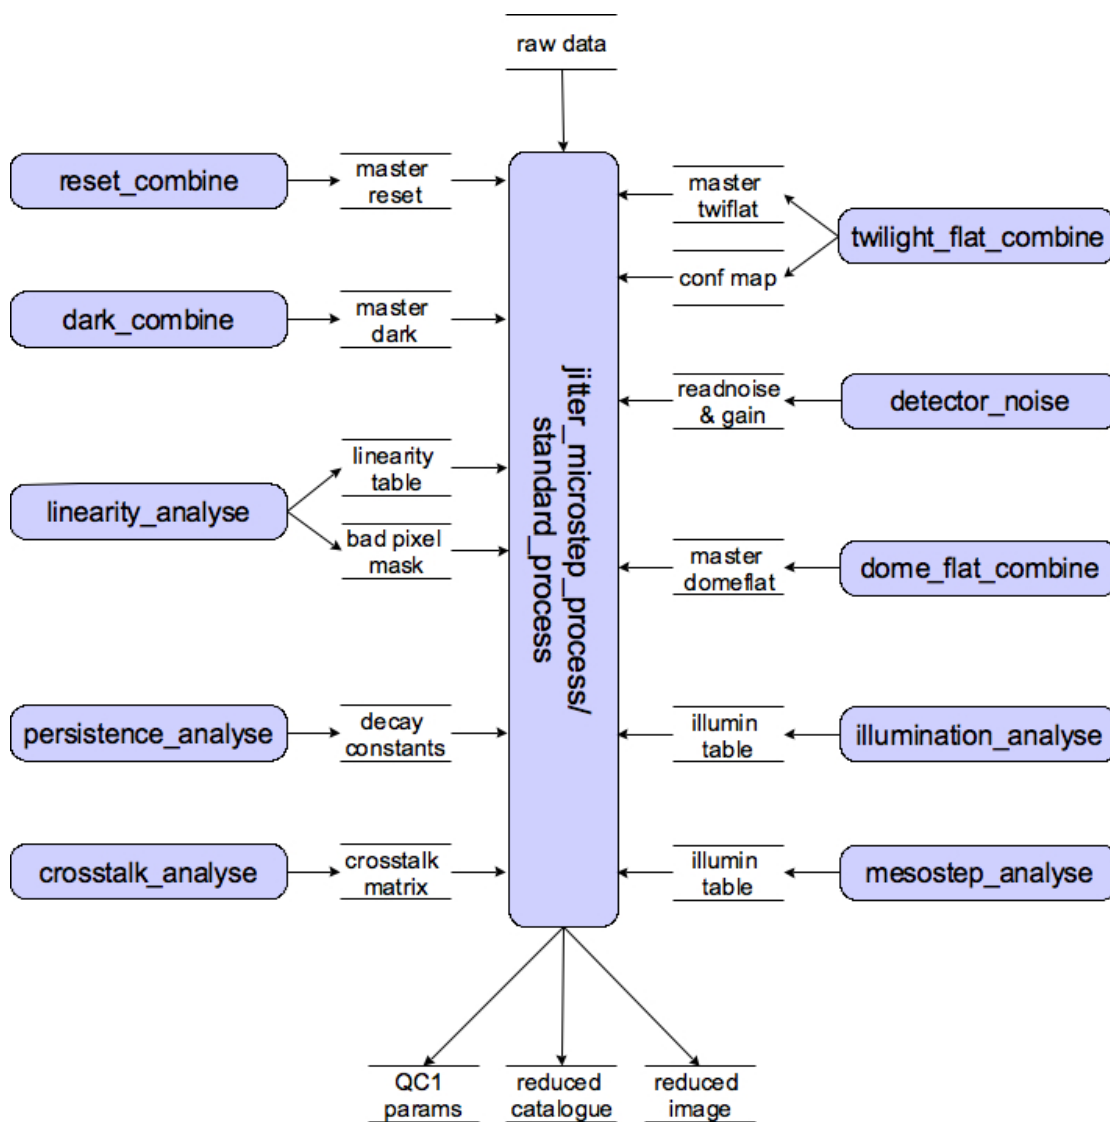 raw data
reset_combine
master
reset
dark_combine
master
dark
linearity_analyse
linearity
table
bad pixel
mask
persistence_analyse
decay
constants
crosstalk_analyse
crosstalk
matrix
jitter_microstep_process/
standard_process
master
twiflat
conf map
twilight_flat_combine
readnoise
& gain
detector_noise
master
domeflat
dome_flat_combine
illumin
table
illumination_analyse
illumin
table
mesostep_analyse
QC1
params
reduced
catalogue
reduced
image